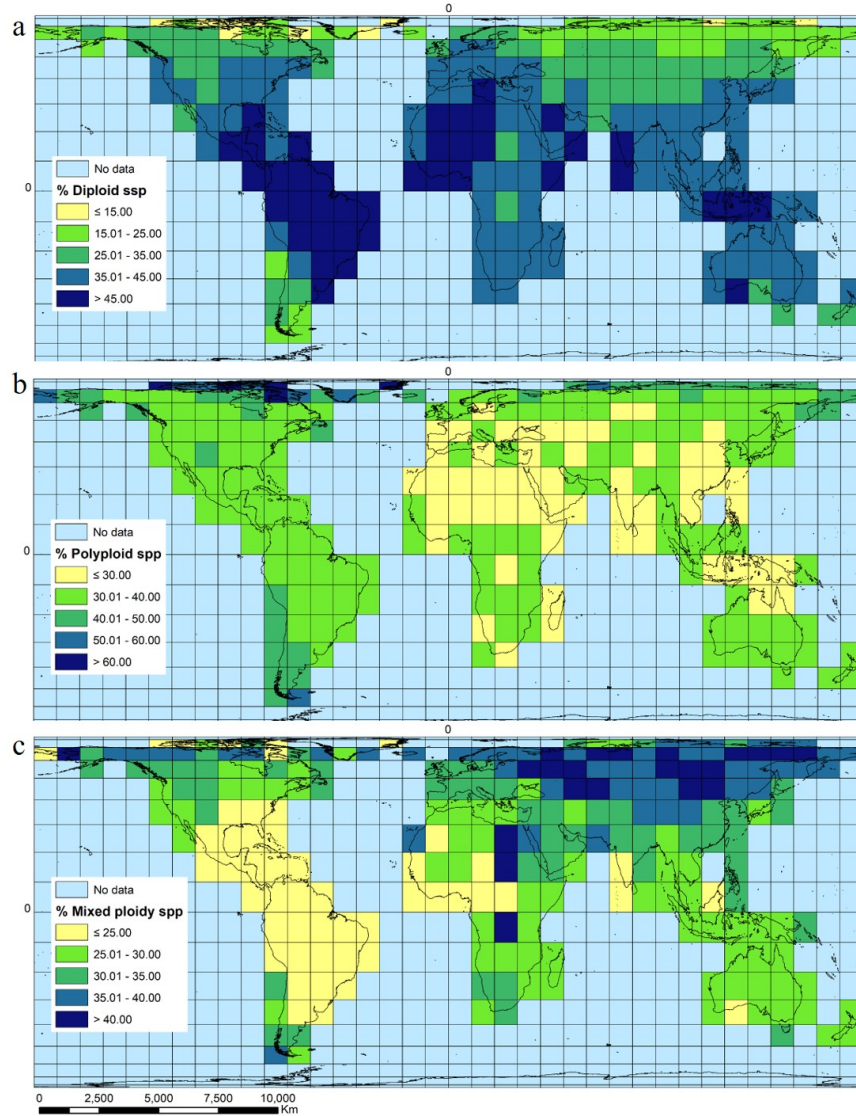 0
a
0
No data
% Diploid ssp
≤ 15.00
15.01 - 25.00
25.01 - 35.00
35.01 - 45.00
> 45.00
0
b
0
No data
% Polyploid spp
≤ 30.00
30.01 - 40.00
40.01 - 50.00
50.01 - 60.00
> 60.00
0
c
0
No data
% Mixed ploidy spp
≤ 25.00
25.01 - 30.00
30.01 - 35.00
35.01 - 40.00
> 40.00
0 2,500 5,000 7,500 10,000
Km